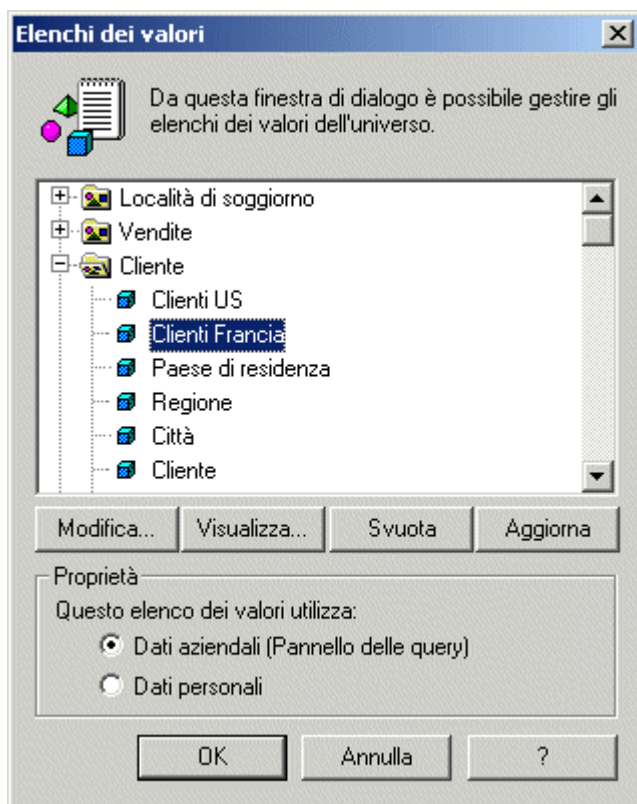 Elenchi dei valori
Da questa finestra di dialogo è possibile gestire gli
elenchi dei valori dell'universo.
Località di soggiorno
Vendite
Cliente
Clienti US
Clienti Francia
Paese di residenza
Regione
Città
Cliente
Modifica... Visualizza... Svuota Aggiorna
Proprietà
Questo elenco dei valori utilizza:
Dati aziendali (Pannello delle query)
Dati personali
OK Annulla ?